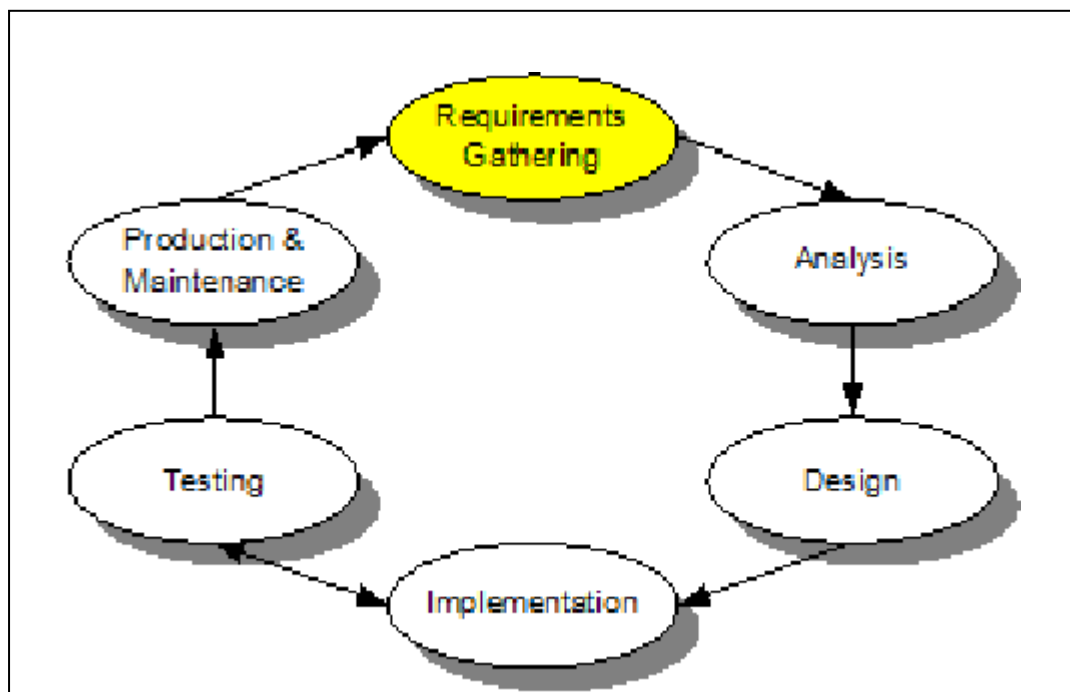 Requirements
Gathering
Analysis
Design
Implementation
Testing
Production &
Maintenance